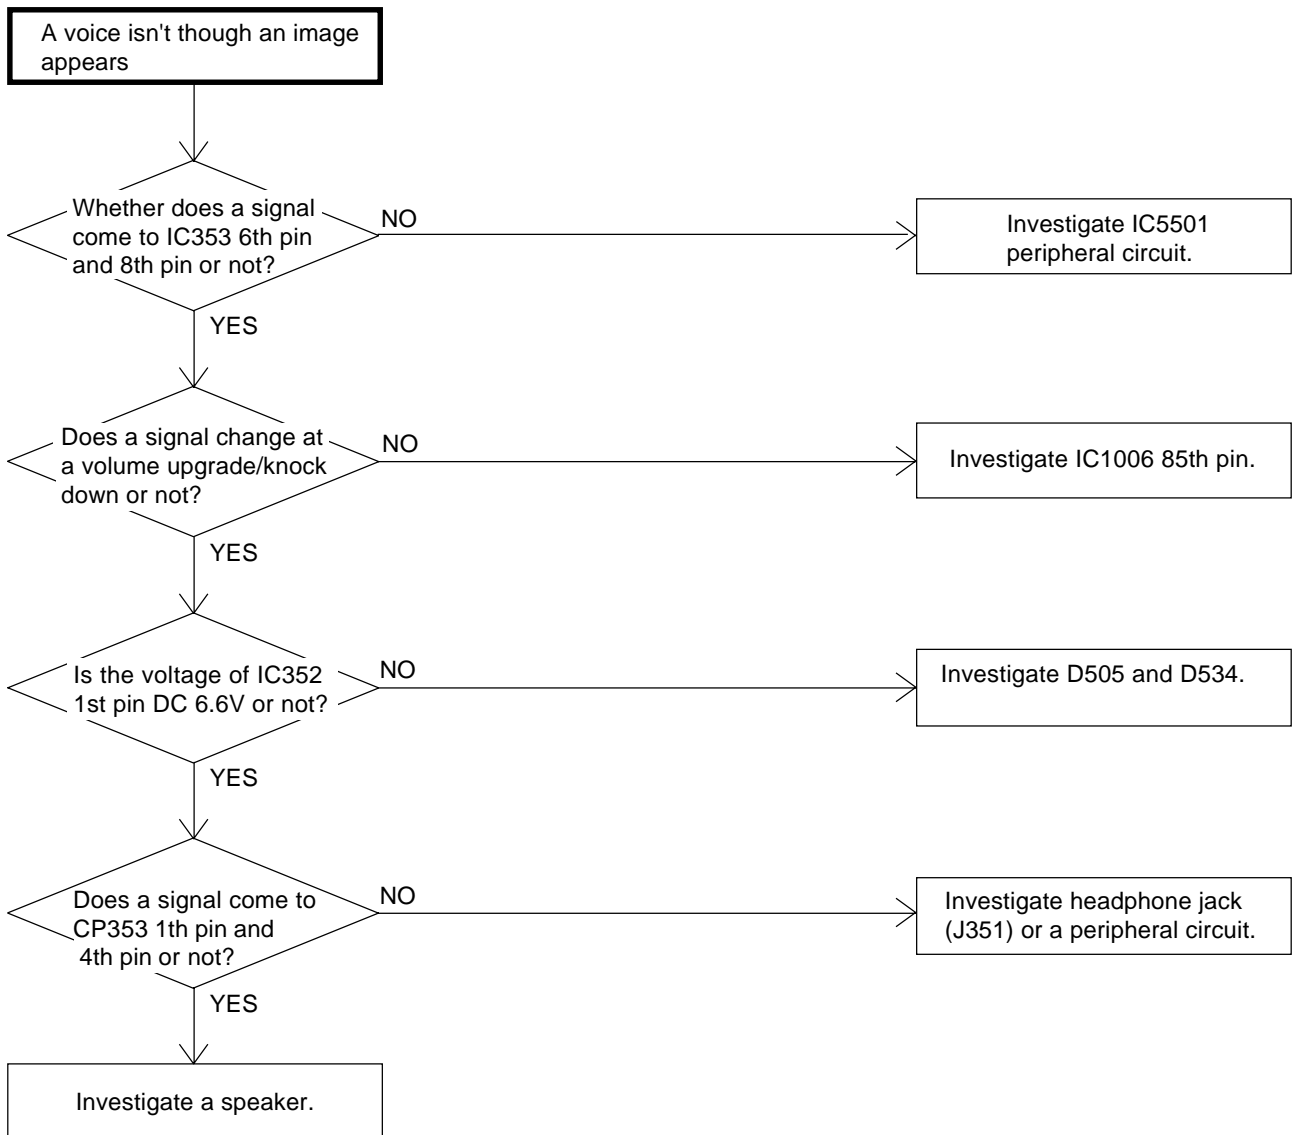 A voice isn't though an image
appears
Whether does a signal
come to IC353 6th pin
and 8th pin or not?
NO
Investigate IC5501
peripheral circuit.
YES
Does a signal change at
a volume upgrade/knock
down or not?
NO
Investigate IC1006 85th pin.
YES
Is the voltage of IC352
1st pin DC 6.6V or not?
NO
Investigate D505 and D534.
YES
Does a signal come to
CP353 1th pin and
4th pin or not?
NO
Investigate headphone jack
(J351) or a peripheral circuit.
YES
Investigate a speaker.